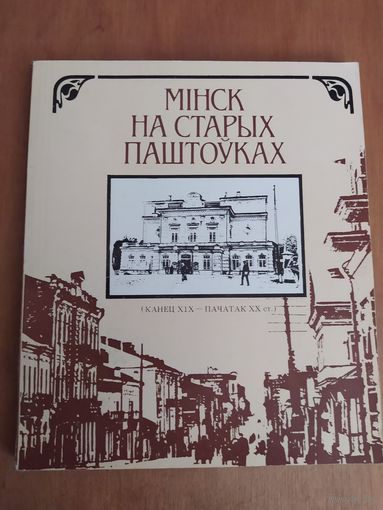 МІНСК
НА СТАРЫХ
ПАШТОЎКАХ
(КАНЕЦ XIX — ПАЧАТАК XX ст.)